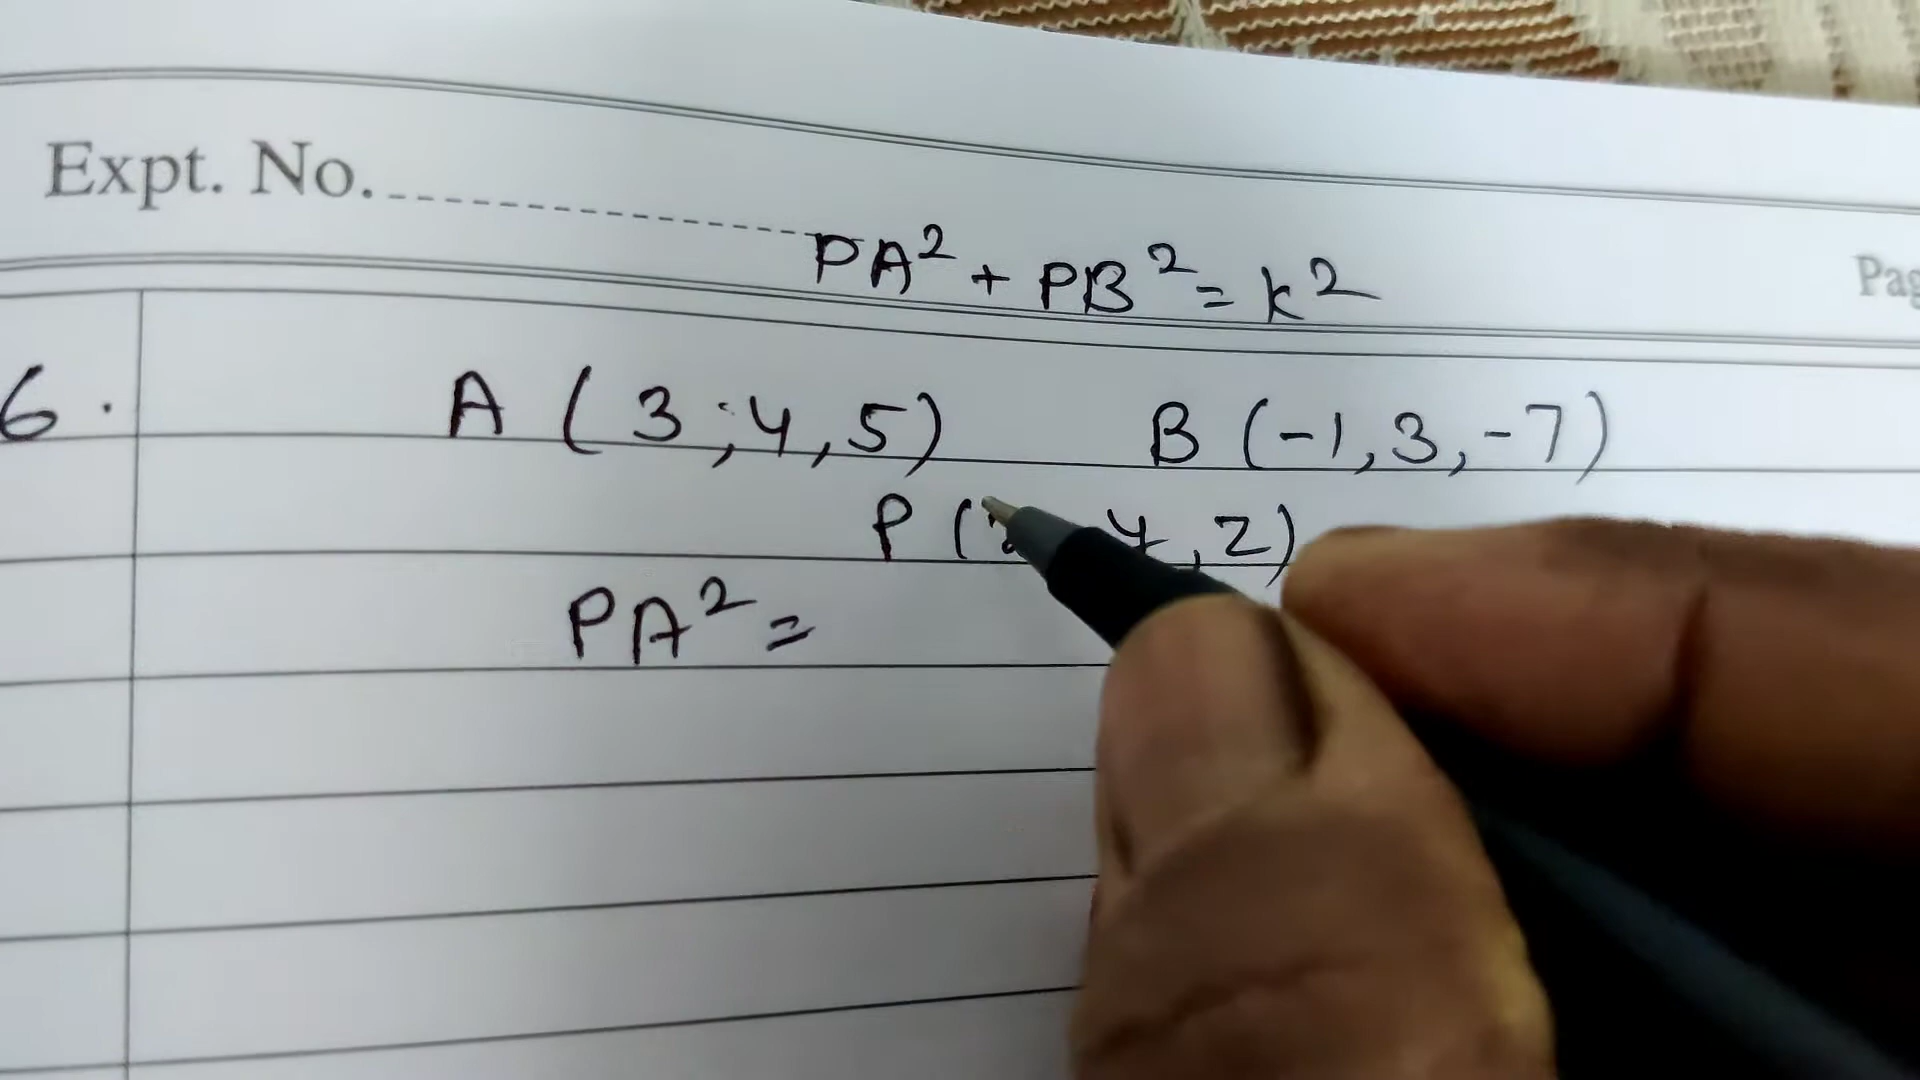 Expt. No.
PA² + PB² = k²
Pag
6.
A (3, 4, 5) B (-1, 3, -7)
P ( y, z)
PA² =